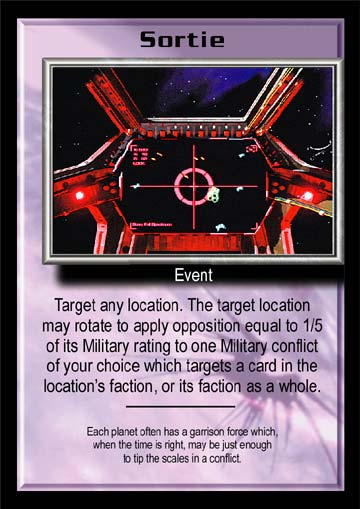 Sortie
Event
Target any location. The target location
may rotate to apply opposition equal to 1/5
of its Military rating to one Military conflict
of your choice which targets a card in the
location's faction, or its faction as a whole.
Each planet often has a garrison force which,
when the time is right, may be just enough
to tip the scales in a conflict.